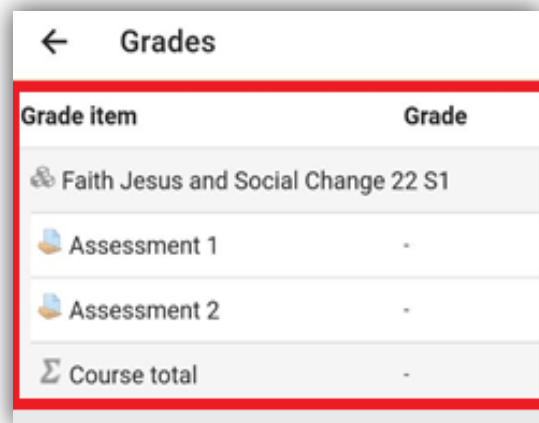 ← Grades
Grade item Grade
Faith Jesus and Social Change 22 S1
Assessment 1 -
Assessment 2 -
Σ Course total -